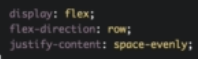 display: flex;
flex-direction: row;
justify-content: space-evenly;